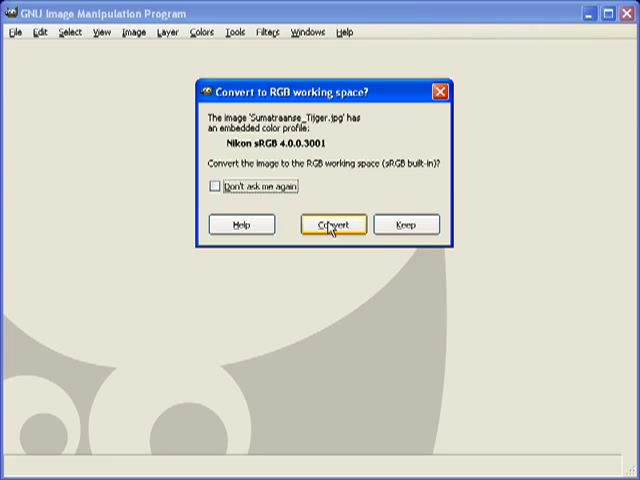 GNU Image Manipulation Program
File Edit Select View Image Layer Colors Tools Filters Windows Help
Convert to RGB working space?
The image 'Sumatraanse_Tijger.jpg' has
an embedded color profile:
Nikon sRGB 4.0.0.3001
Convert the image to the RGB working space (sRGB built-in)?
Don't ask me again
Help Convert Keep